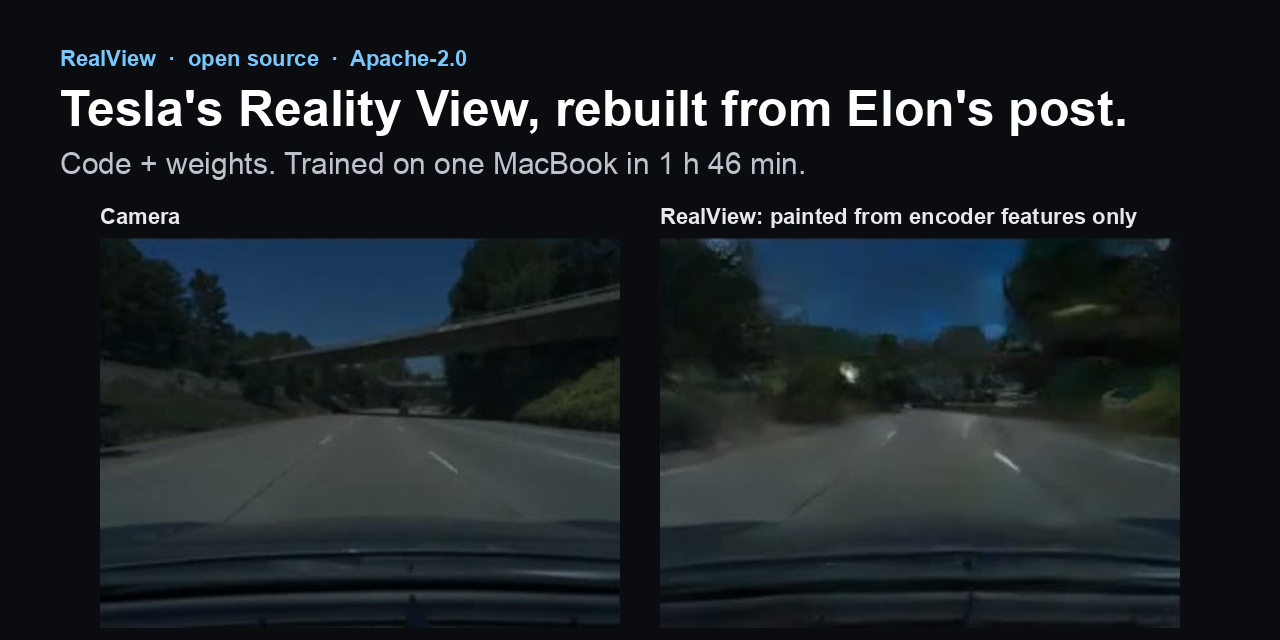 RealView · open source · Apache-2.0
Tesla's Reality View, rebuilt from Elon's post.
Code + weights. Trained on one MacBook in 1 h 46 min.
Camera
RealView: painted from encoder features only